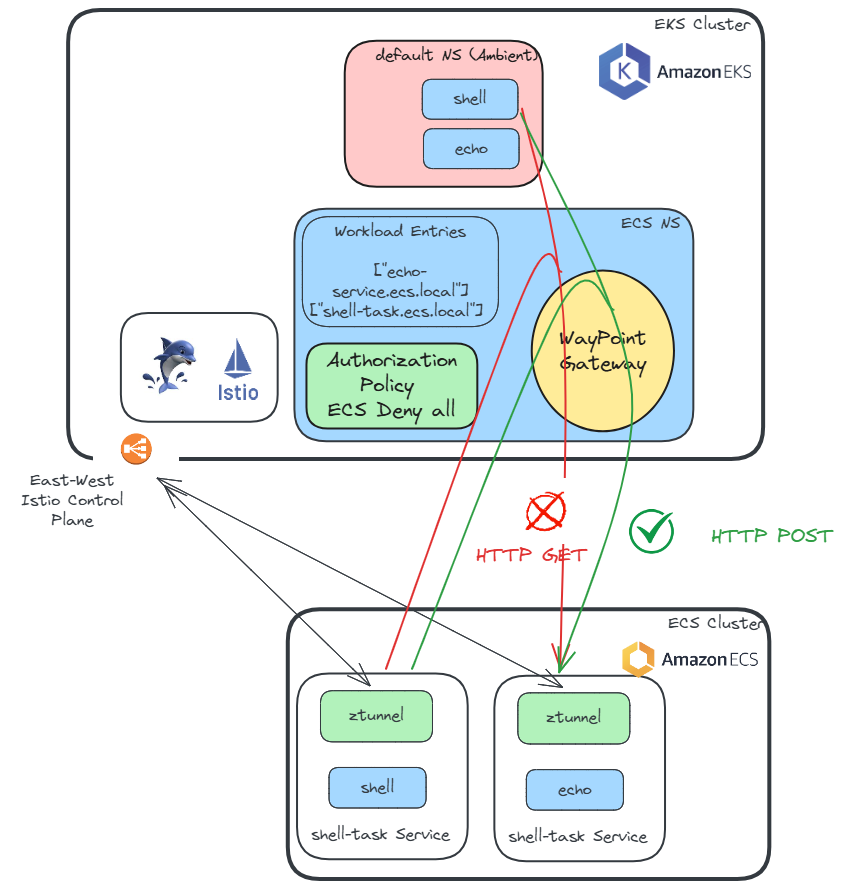 EKS Cluster
default NS (Ambient)
K
Amazon EKS
shell
echo
ECS NS
Workload Entries
["echo-
service.ecs.local"]
["shell-task.ecs.local"]
WayPoint
Gateway
Authorization
Policy
ECS Deny all
Istio
East-West
Istio Control
Plane
HTTP GET
HTTP POST
ECS Cluster
Amazon ECS
ztunnel
shell
shell-task Service
ztunnel
echo
shell-task Service